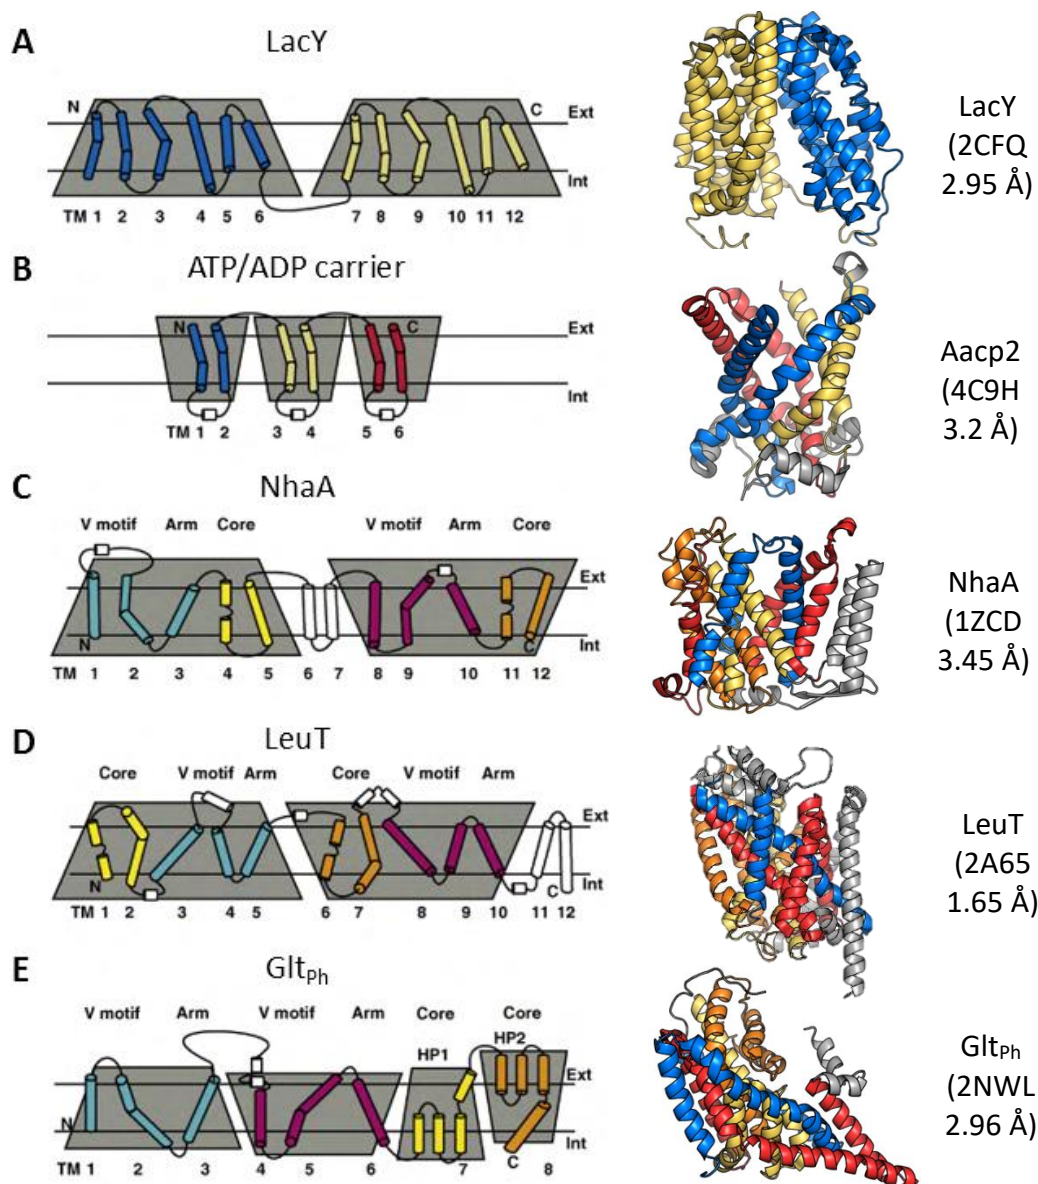 A
LacY
N
C
Ext
Int
TM 1 2 3 4 5 6 7 8 9 10 11 12
LacY
(2CFQ
2.95 Å)
B
ATP/ADP carrier
N
C
Ext
Int
TM 1 2 3 4 5 6
Aacp2
(4C9H
3.2 Å)
C
NhaA
V motif Arm Core V motif Arm Core
Ext
N
C
Int
TM 1 2 3 4 5 6 7 8 9 10 11 12
NhaA
(1ZCD
3.45 Å)
D
LeuT
Core V motif Arm Core V motif Arm
Ext
N
C
Int
TM 1 2 3 4 5 6 7 8 9 10 11 12
LeuT
(2A65
1.65 Å)
E
GltPh
V motif Arm V motif Arm Core Core
HP1 HP2
Ext
N
Int
C
TM 1 2 3 4 5 6 7 8
GltPh
(2NWL
2.96 Å)